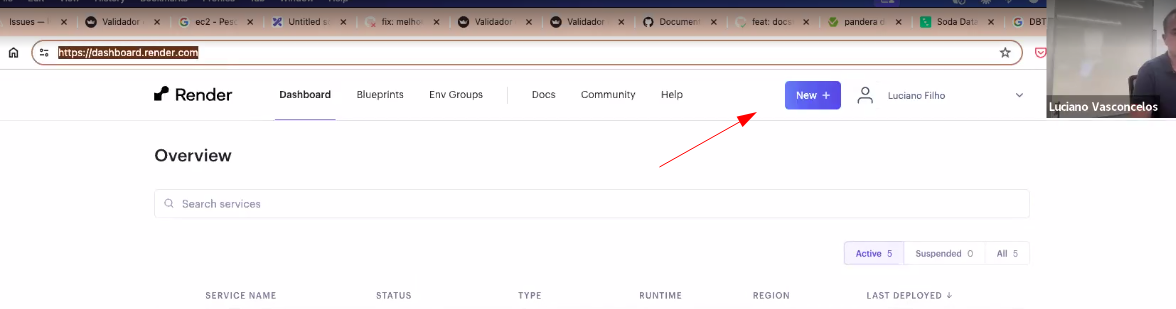 Issues —
Validador
ec2 - Pes
Untitled s
fix: melho
Validador
Validador
Document
feat: docs
pandera d
Soda Data
DBT
https://dashboard.render.com
Render
Dashboard
Blueprints
Env Groups
Docs
Community
Help
New +
Luciano Filho
Luciano Vasconcelos
Overview
Search services
Active 5
Suspended 0
All 5
SERVICE NAME
STATUS
TYPE
RUNTIME
REGION
LAST DEPLOYED ↓